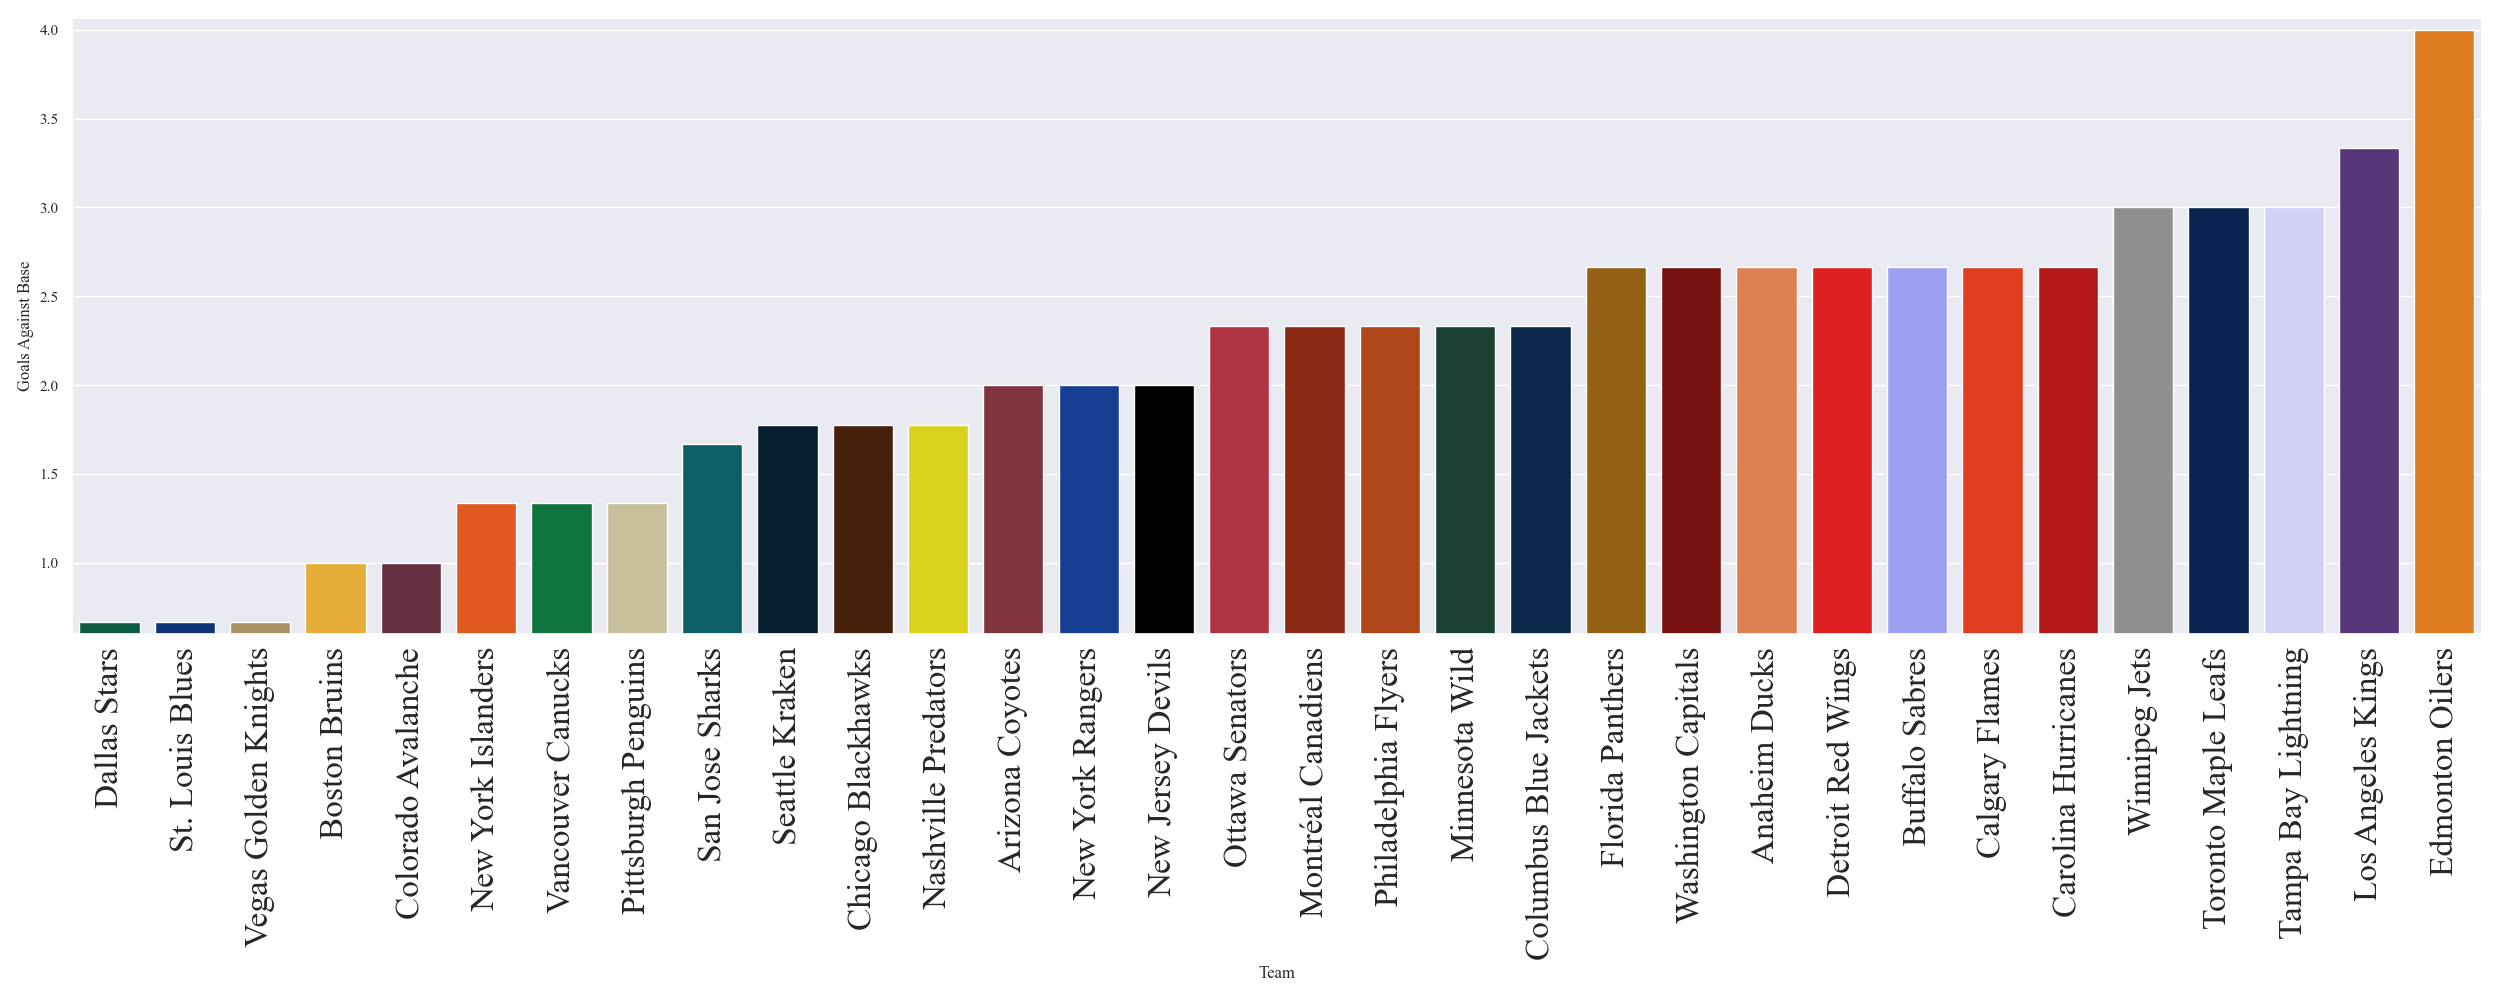 4.0
3.5
3.0
2.5
2.0
1.5
1.0
Goals Against Base
Dallas Stars
St. Louis Blues
Vegas Golden Knights
Boston Bruins
Colorado Avalanche
New York Islanders
Vancouver Canucks
Pittsburgh Penguins
San Jose Sharks
Seattle Kraken
Chicago Blackhawks
Nashville Predators
Arizona Coyotes
New York Rangers
New Jersey Devils
Ottawa Senators
Montréal Canadiens
Philadelphia Flyers
Minnesota Wild
Columbus Blue Jackets
Florida Panthers
Washington Capitals
Anaheim Ducks
Detroit Red Wings
Buffalo Sabres
Calgary Flames
Carolina Hurricanes
Winnipeg Jets
Toronto Maple Leafs
Tampa Bay Lightning
Los Angeles Kings
Edmonton Oilers
Team